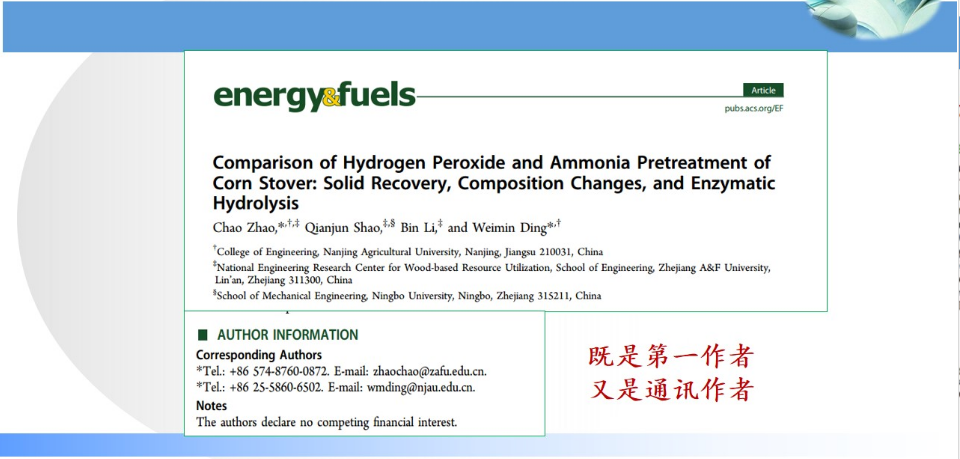 energy&fuels
Article
pubs.acs.org/EF
Comparison of Hydrogen Peroxide and Ammonia Pretreatment of
Corn Stover: Solid Recovery, Composition Changes, and Enzymatic
Hydrolysis
Chao Zhao,*,†,‡ Qianjun Shao,‡,§ Bin Li,‡ and Weimin Ding*,†
†College of Engineering, Nanjing Agricultural University, Nanjing, Jiangsu 210031, China
‡National Engineering Research Center for Wood-based Resource Utilization, School of Engineering, Zhejiang A&F University,
Lin'an, Zhejiang 311300, China
§School of Mechanical Engineering, Ningbo University, Ningbo, Zhejiang 315211, China
■ AUTHOR INFORMATION
Corresponding Authors
*Tel.: +86 574-8760-0872. E-mail: zhaochao@zafu.edu.cn.
*Tel.: +86 25-5860-6502. E-mail: wmding@njau.edu.cn.
Notes
The authors declare no competing financial interest.
既是第一作者
又是通讯作者